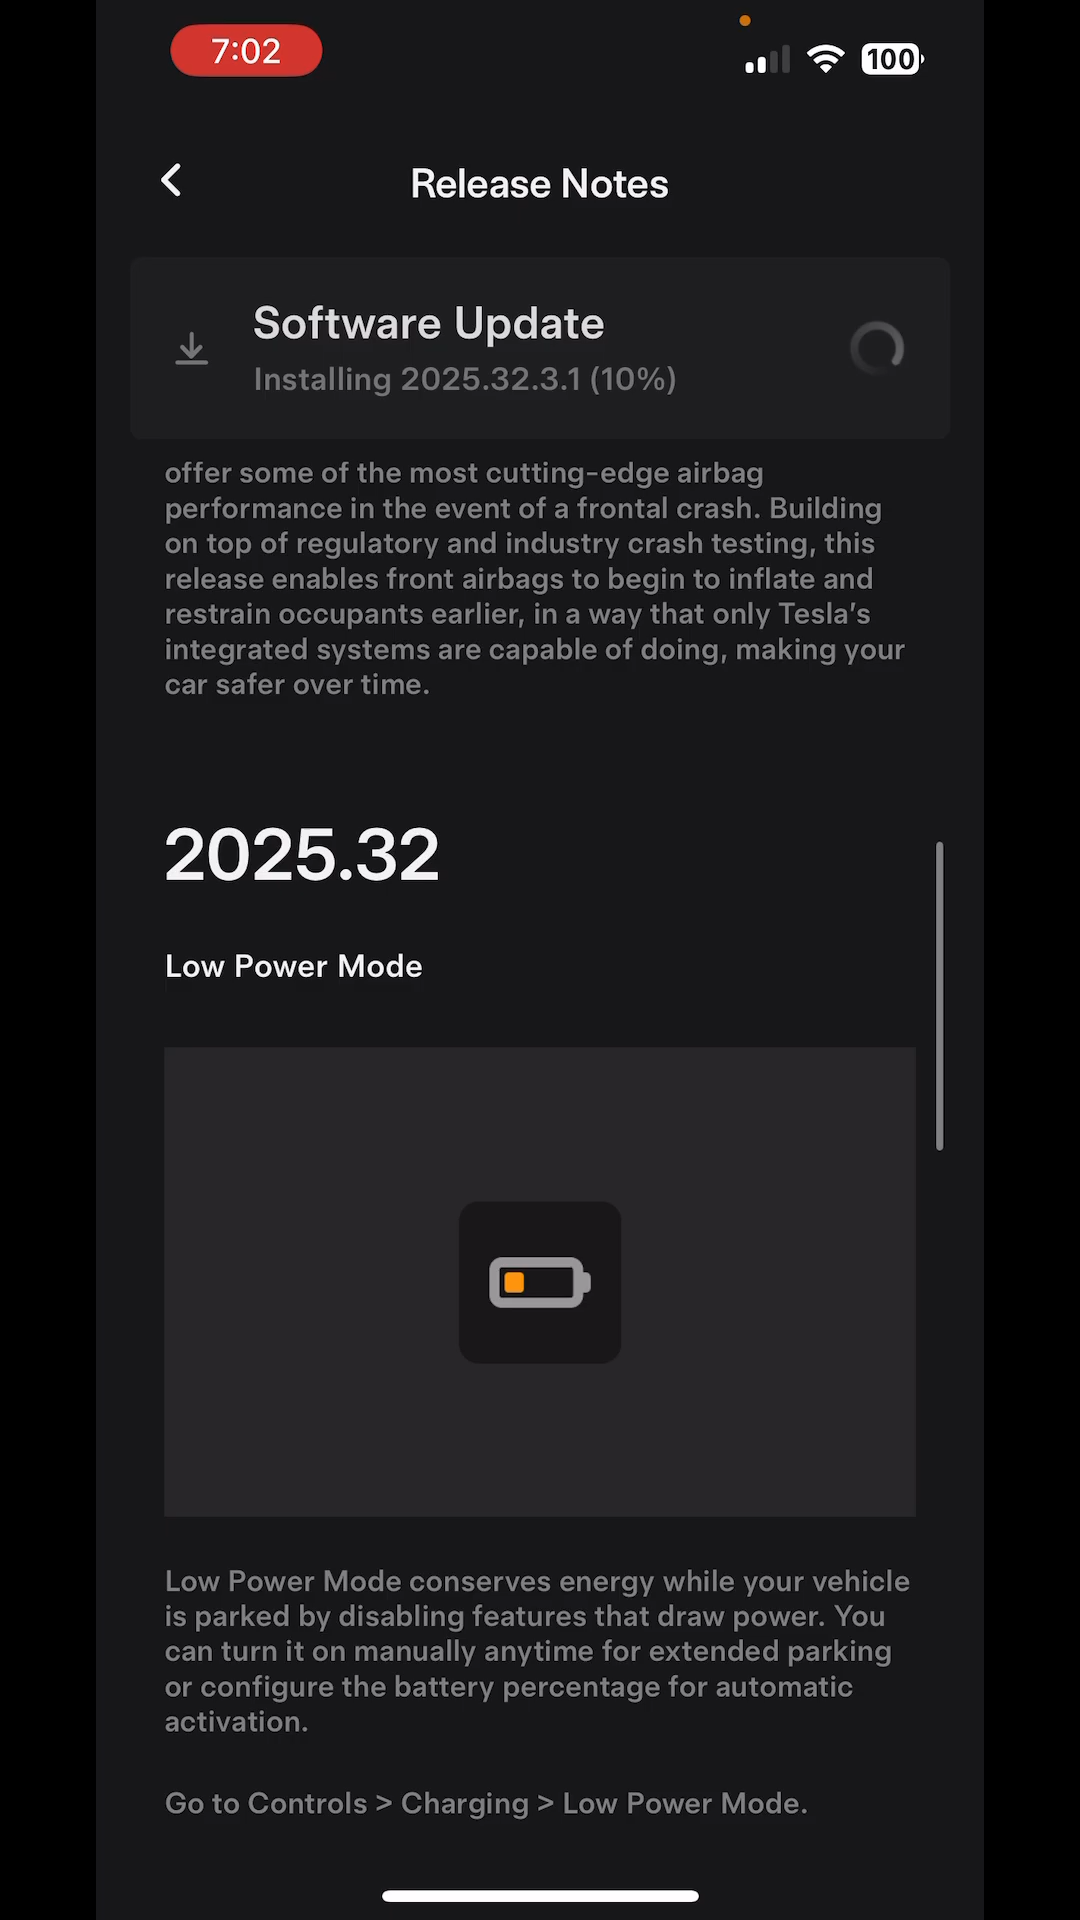 7:02
100
Release Notes
Software Update
Installing 2025.32.3.1 (10%)
offer some of the most cutting-edge airbag
performance in the event of a frontal crash. Building
on top of regulatory and industry crash testing, this
release enables front airbags to begin to inflate and
restrain occupants earlier, in a way that only Tesla's
integrated systems are capable of doing, making your
car safer over time.
2025.32
Low Power Mode
Low Power Mode conserves energy while your vehicle
is parked by disabling features that draw power. You
can turn it on manually anytime for extended parking
or configure the battery percentage for automatic
activation.
Go to Controls > Charging > Low Power Mode.